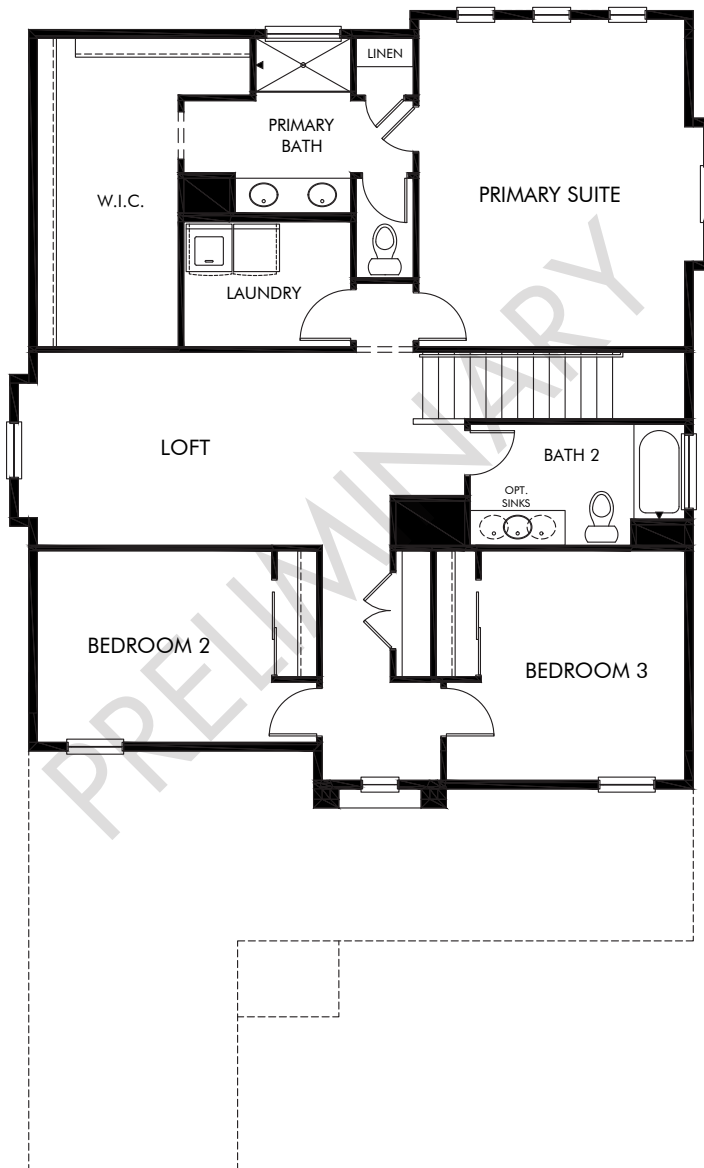 LINEN
PRIMARY
BATH
W.I.C.
PRIMARY SUITE
LAUNDRY
LOFT
BATH 2
OPT.
SINKS
BEDROOM 2
BEDROOM 3
PRELIMINARY